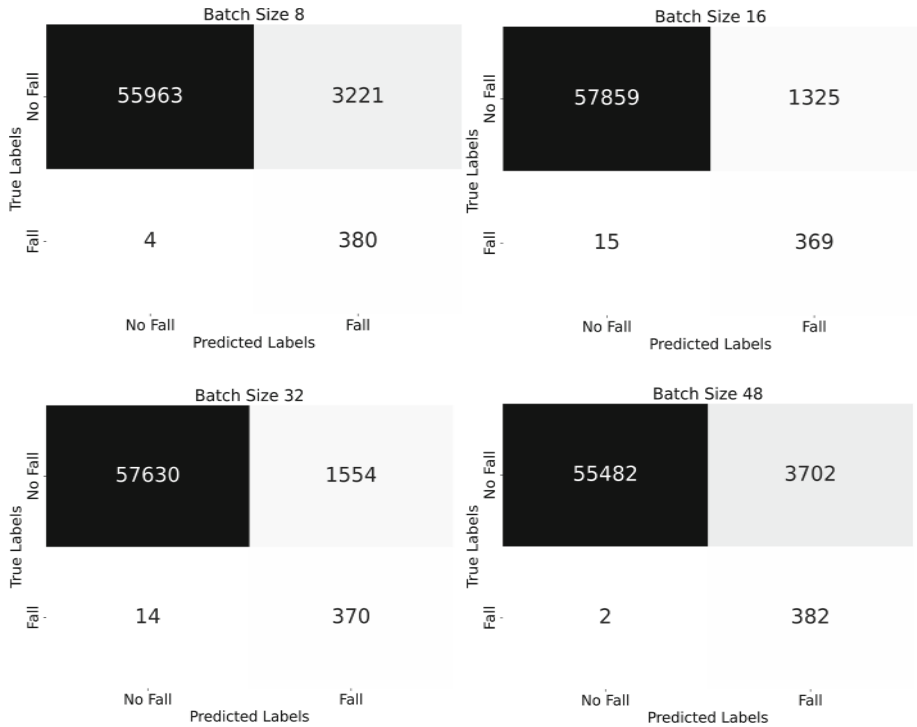 Batch Size 8
True Labels
No Fall
55963
3221
Fall
4
380
No Fall
Fall
Predicted Labels
Batch Size 16
True Labels
No Fall
57859
1325
Fall
15
369
No Fall
Fall
Predicted Labels
Batch Size 32
True Labels
No Fall
57630
1554
Fall
14
370
No Fall
Fall
Predicted Labels
Batch Size 48
True Labels
No Fall
55482
3702
Fall
2
382
No Fall
Fall
Predicted Labels